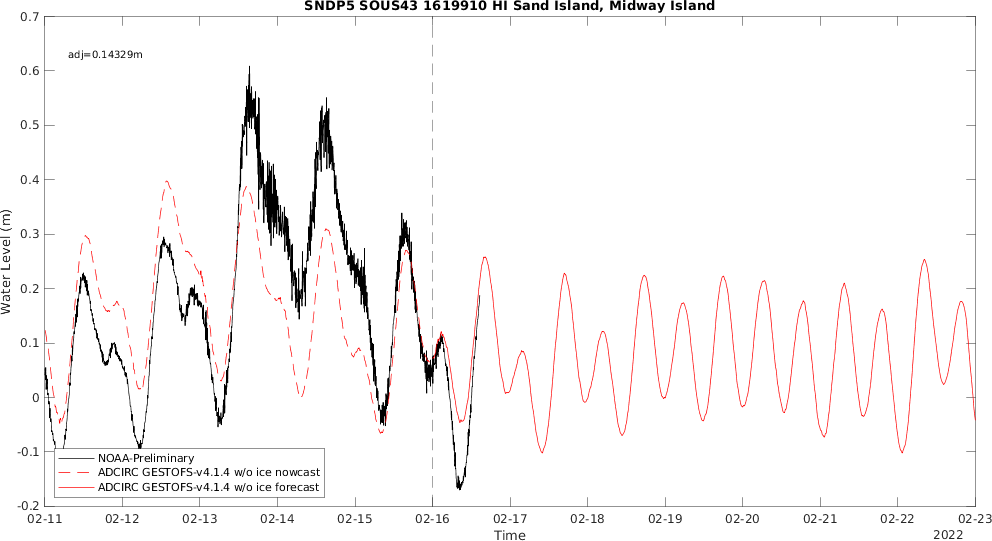 SNDP5 SOUS43 1619910 HI Sand Island, Midway Island
adj=0.14329m
Water Level (m)
0.7
0.6
0.5
0.4
0.3
0.2
0.1
0
-0.1
-0.2
NOAA-Preliminary
ADCIRC GESTOFS-v4.1.4 w/o ice nowcast
ADCIRC GESTOFS-v4.1.4 w/o ice forecast
02-11 02-12 02-13 02-14 02-15 02-16 02-17 02-18 02-19 02-20 02-21 02-22 02-23
Time
2022